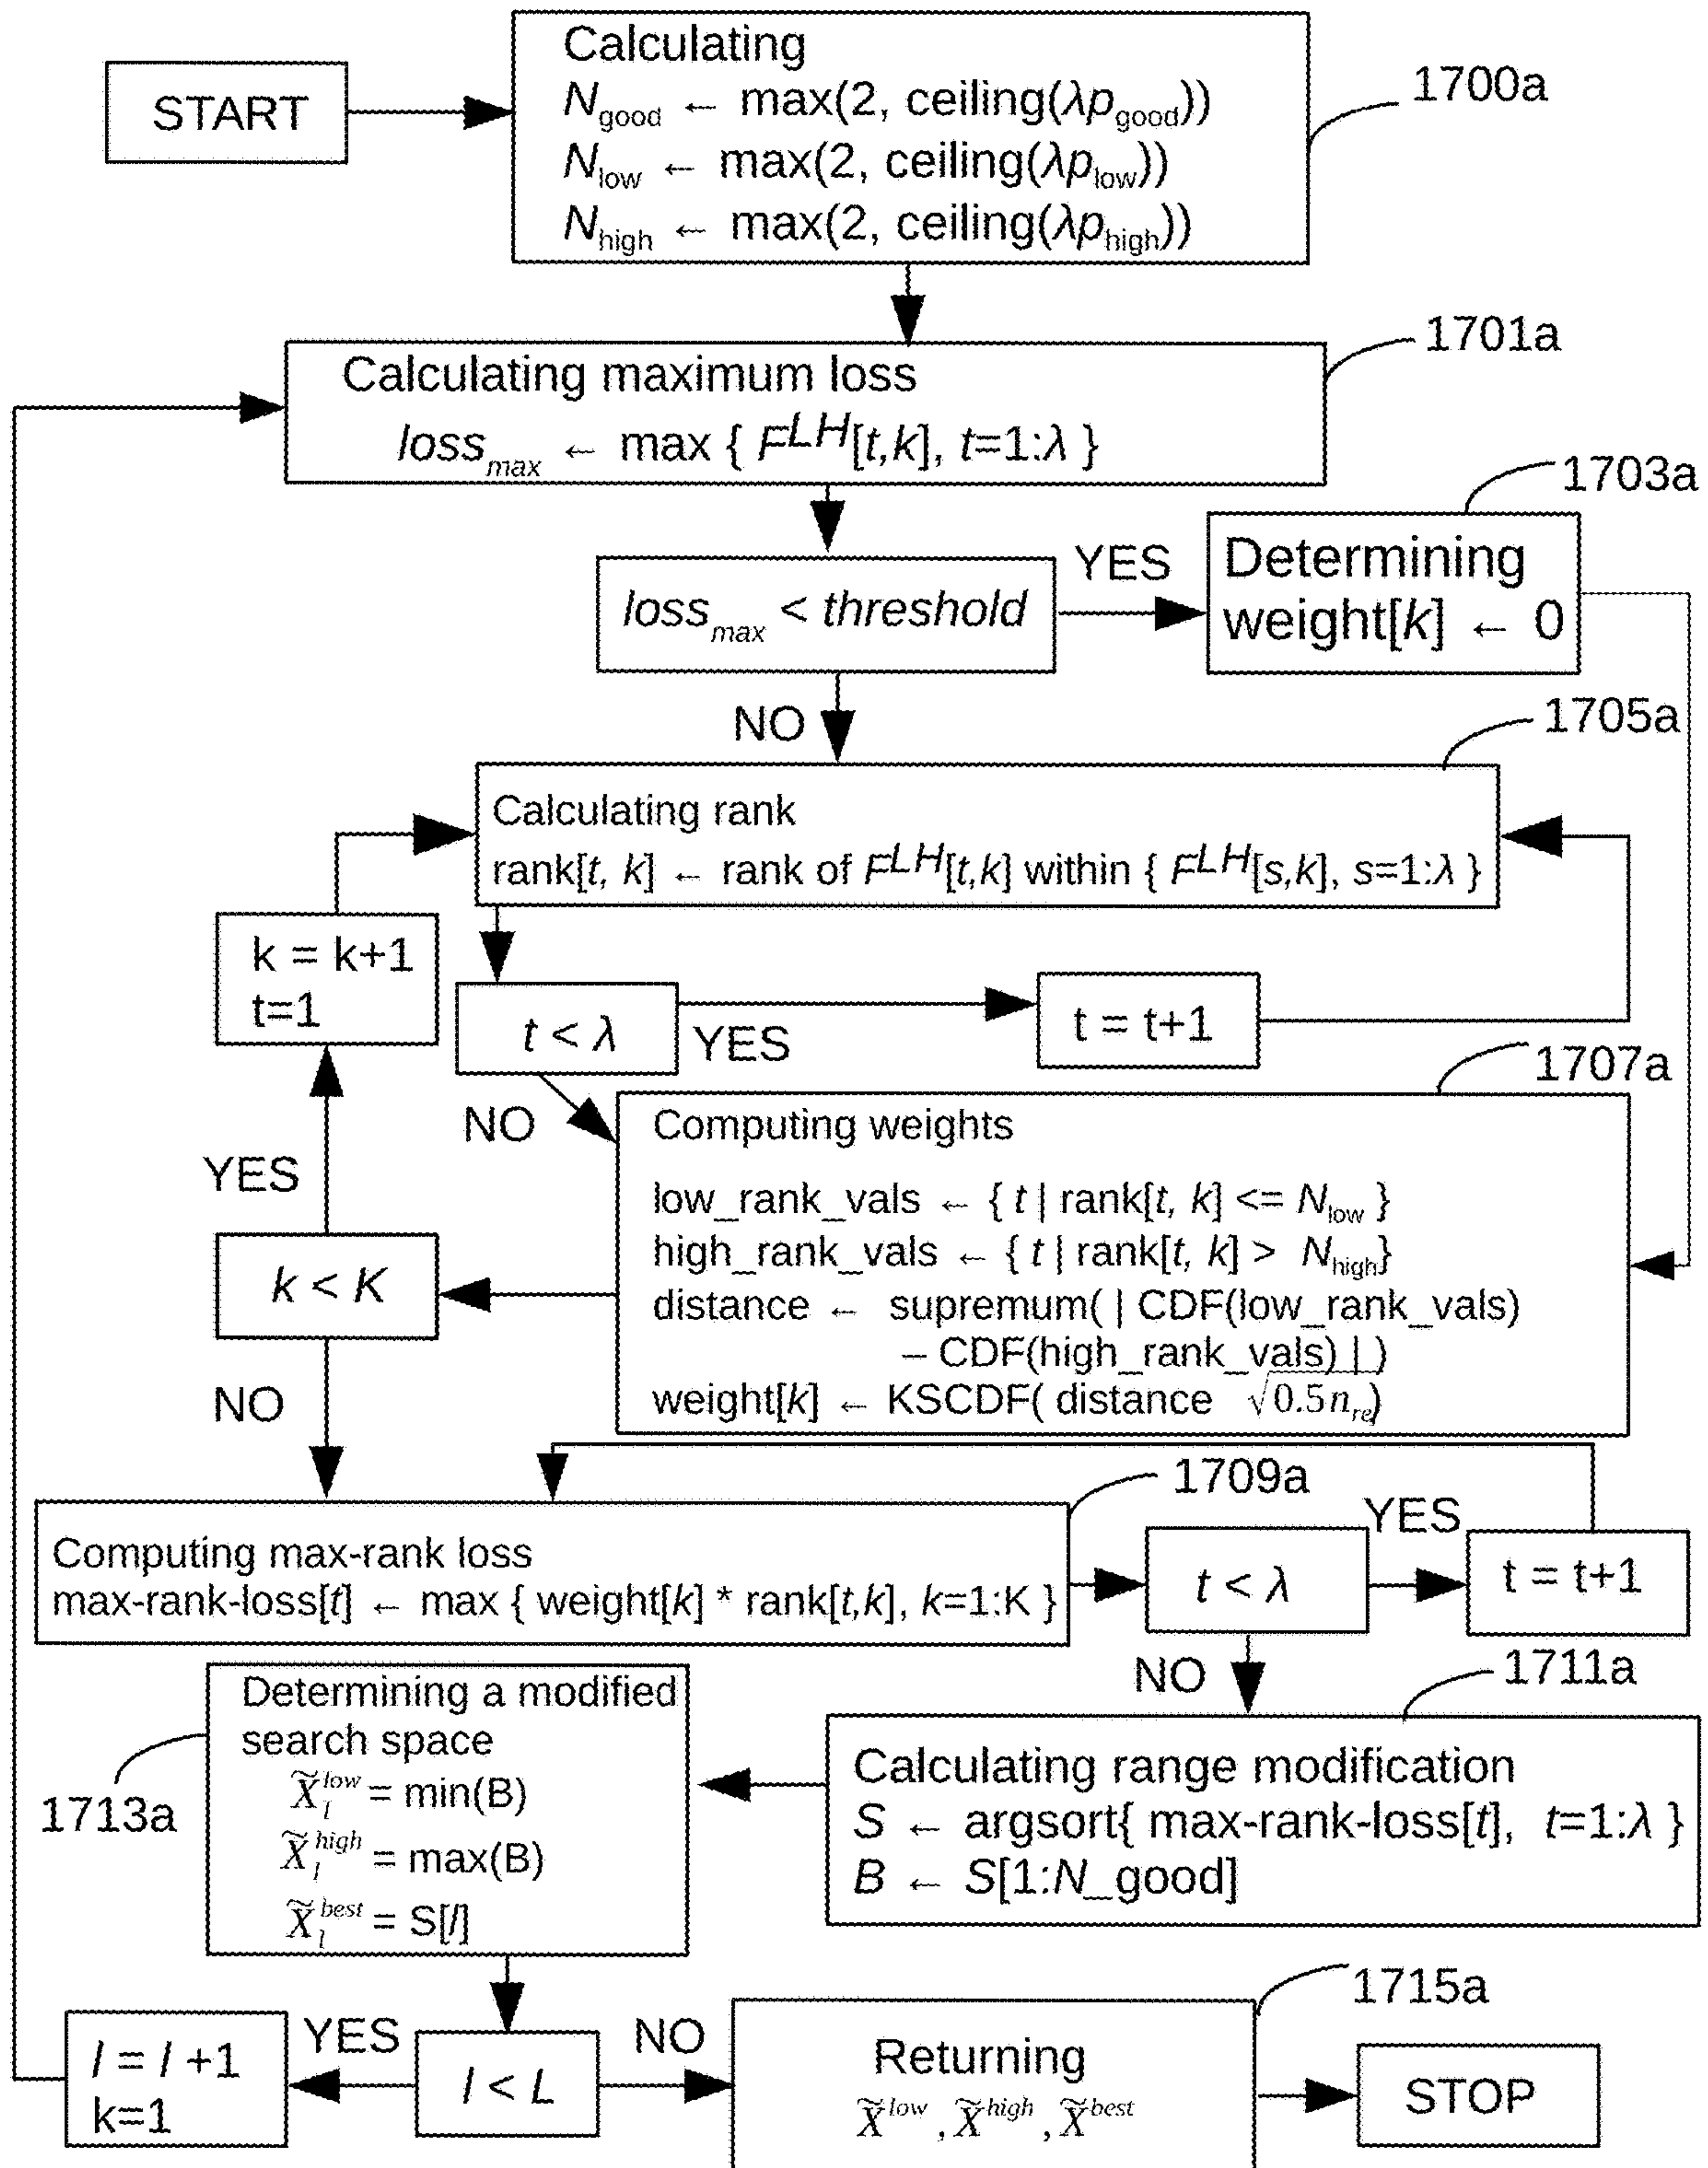 START
Calculating
N_good ← max(2, ceiling(λp_good))
N_low ← max(2, ceiling(λp_low))
N_high ← max(2, ceiling(λp_high))
1700a
1701a
Calculating maximum loss
loss_max ← max { F^LH[t,k], t=1:λ }
1703a
loss_max < threshold
YES
Determining
weight[k] ← 0
NO
1705a
Calculating rank
rank[t, k] ← rank of F^LH[t,k] within { F^LH[s,k], s=1:λ }
k = k+1
t=1
t < λ
YES
t = t+1
NO
1707a
Computing weights
low_rank_vals ← { t | rank[t, k] <= N_low }
high_rank_vals ← { t | rank[t, k] > N_high}
distance ← supremum( | CDF(low_rank_vals)
– CDF(high_rank_vals) | )
weight[k] ← KSCDF( distance √0.5n_re)
YES
k < K
NO
1709a
Computing max-rank loss
max-rank-loss[t] ← max { weight[k] * rank[t,k], k=1:K }
t < λ
YES
t = t+1
NO
1711a
Calculating range modification
S ← argsort{ max-rank-loss[t], t=1:λ }
B ← S[1:N_good]
1713a
Determining a modified
search space
X̃_l^low = min(B)
X̃_l^high = max(B)
X̃_l^best = S[l]
l = l +1
k=1
YES
l < L
NO
1715a
Returning
X̃^low, X̃^high, X̃^best
STOP